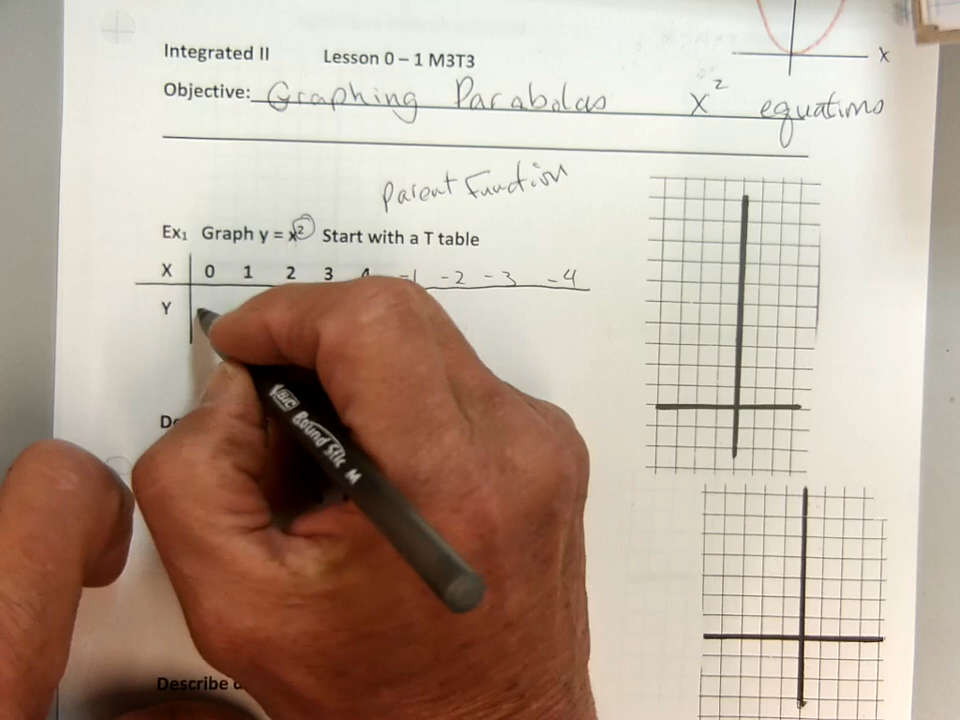 X
Integrated II Lesson 0 – 1 M3T3
Objective: Graphing Parabolas x² equations
Parent Function
Ex₁ Graph y = x² Start with a T table
X 0 1 2 3 4 -1 -2 -3 -4
Y
BIC Round Stic M
Describe